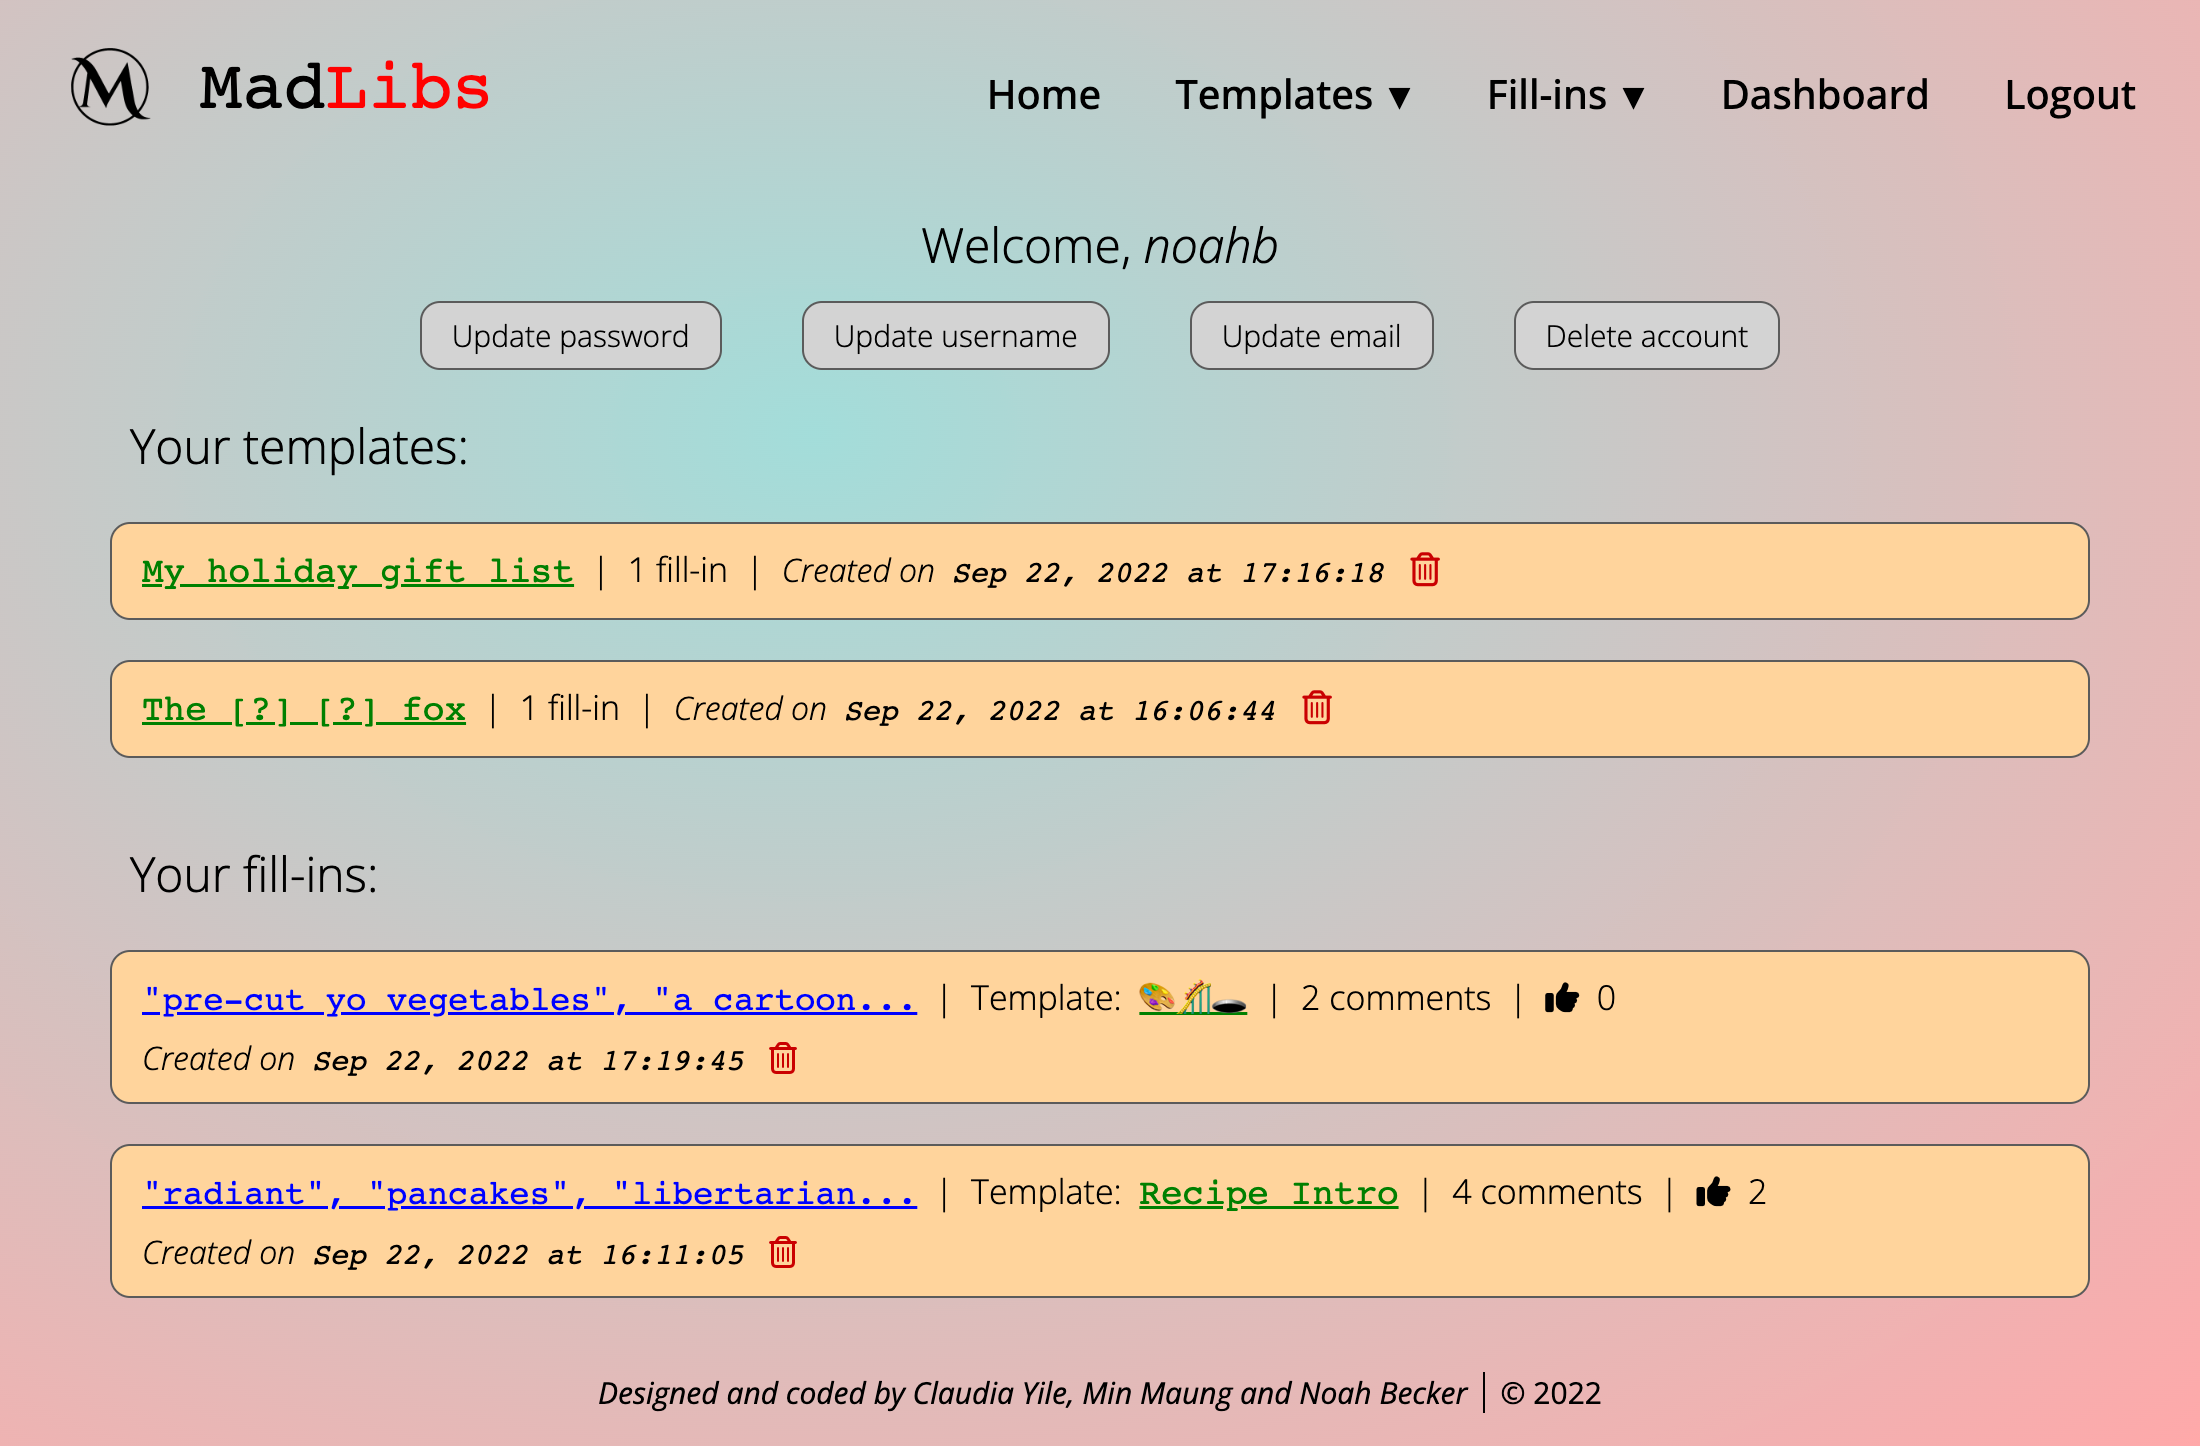 M MadLibs Home Templates ▼ Fill-ins ▼ Dashboard Logout
Welcome, noahb
Update password Update username Update email Delete account
Your templates:
My holiday gift list | 1 fill-in | Created on Sep 22, 2022 at 17:16:18
The [?] [?] fox | 1 fill-in | Created on Sep 22, 2022 at 16:06:44
Your fill-ins:
"pre-cut yo vegetables", "a cartoon... | Template: 🎨🎢🕳 | 2 comments | 👍 0
Created on Sep 22, 2022 at 17:19:45
"radiant", "pancakes", "libertarian... | Template: Recipe Intro | 4 comments | 👍 2
Created on Sep 22, 2022 at 16:11:05
Designed and coded by Claudia Yile, Min Maung and Noah Becker | © 2022